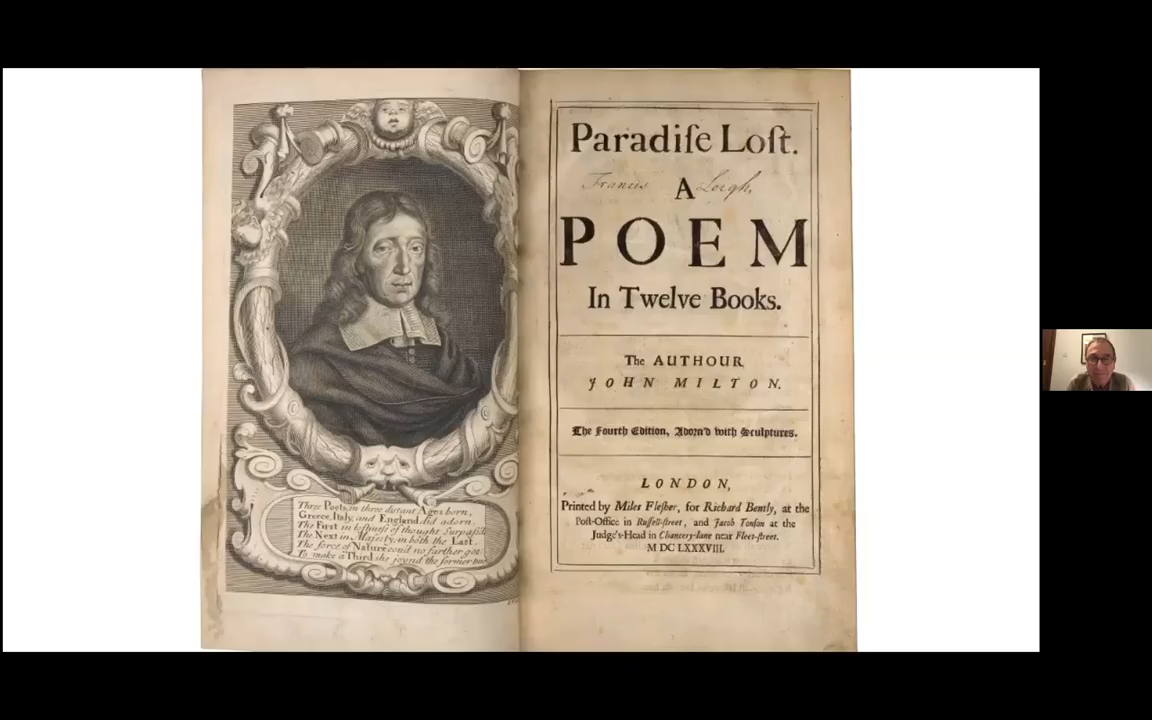 Three Poets, in three distant Ages born,
Greece, Italy, and England did adorn.
The First in loftiness of thought Surpass'd,
The Next in Majesty, in both the Last.
The force of Nature coud no farther goe:
To make a Third she joynd the former two.
Paradiſe Loſt.
Francis Leigh,
A
POEM
In Twelve Books.
The AUTHOUR
JOHN MILTON.
The Fourth Edition, Adorn'd with Sculptures.
LONDON,
Printed by Miles Fleſher, for Richard Bently, at the
Poſt-Office in Ruſſell-ſtreet, and Jacob Tonſon at the
Judge's-Head in Chancery-lane near Fleet-ſtreet.
M DC LXXXVIII.